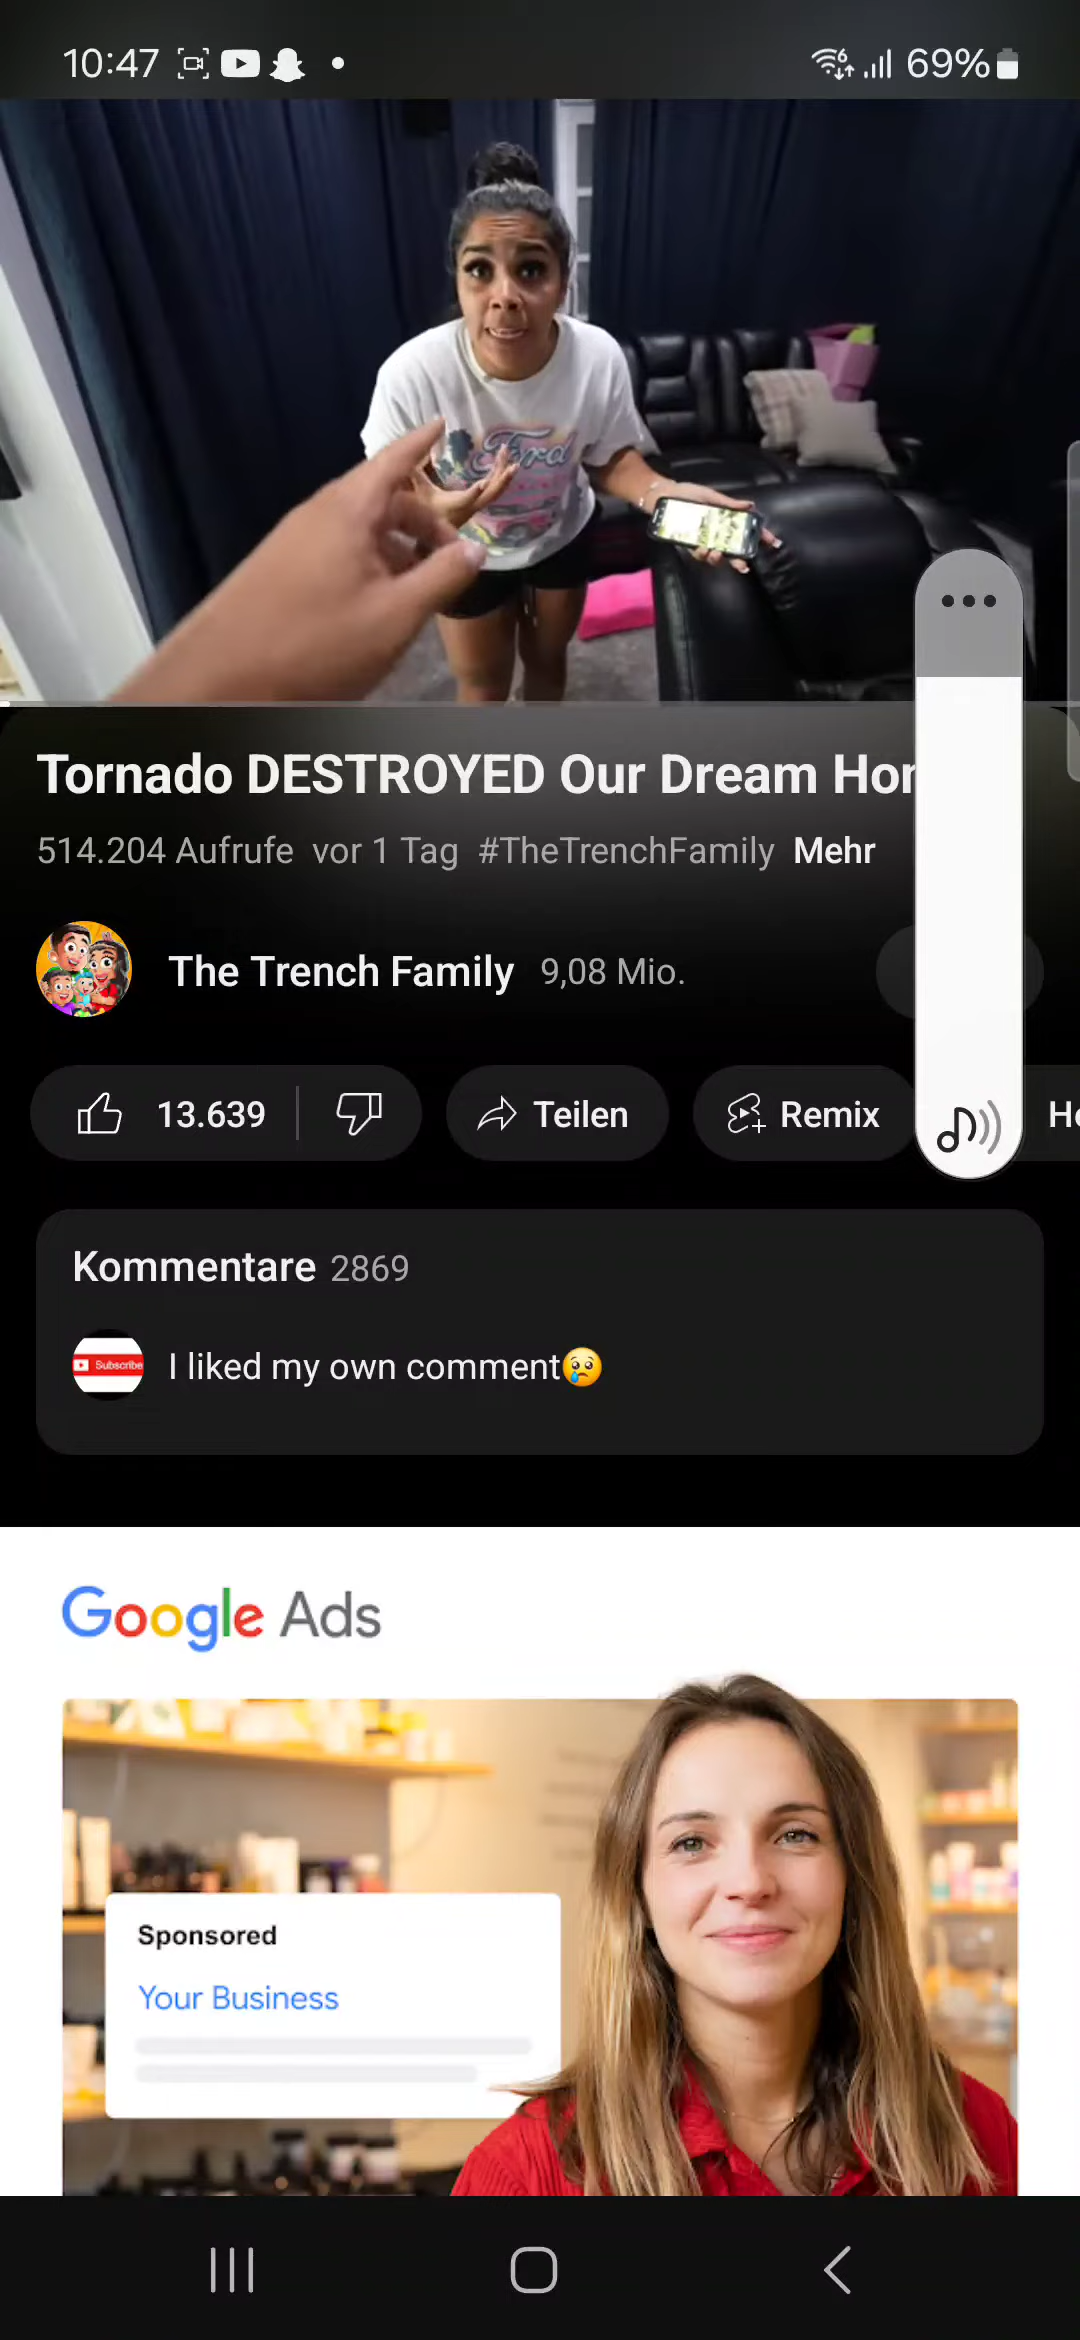 10:47
69%
Ford
Tornado DESTROYED Our Dream Hor
514.204 Aufrufe vor 1 Tag #TheTrenchFamily Mehr
The Trench Family 9,08 Mio.
13.639 Teilen Remix
Kommentare 2869
Subscribe
I liked my own comment😢
Google Ads
Sponsored
Your Business